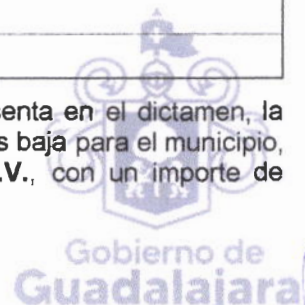 senta en el dictamen, la
s baja para el municipio,
.V., con un importe de
Gobierno de
Guadalajara